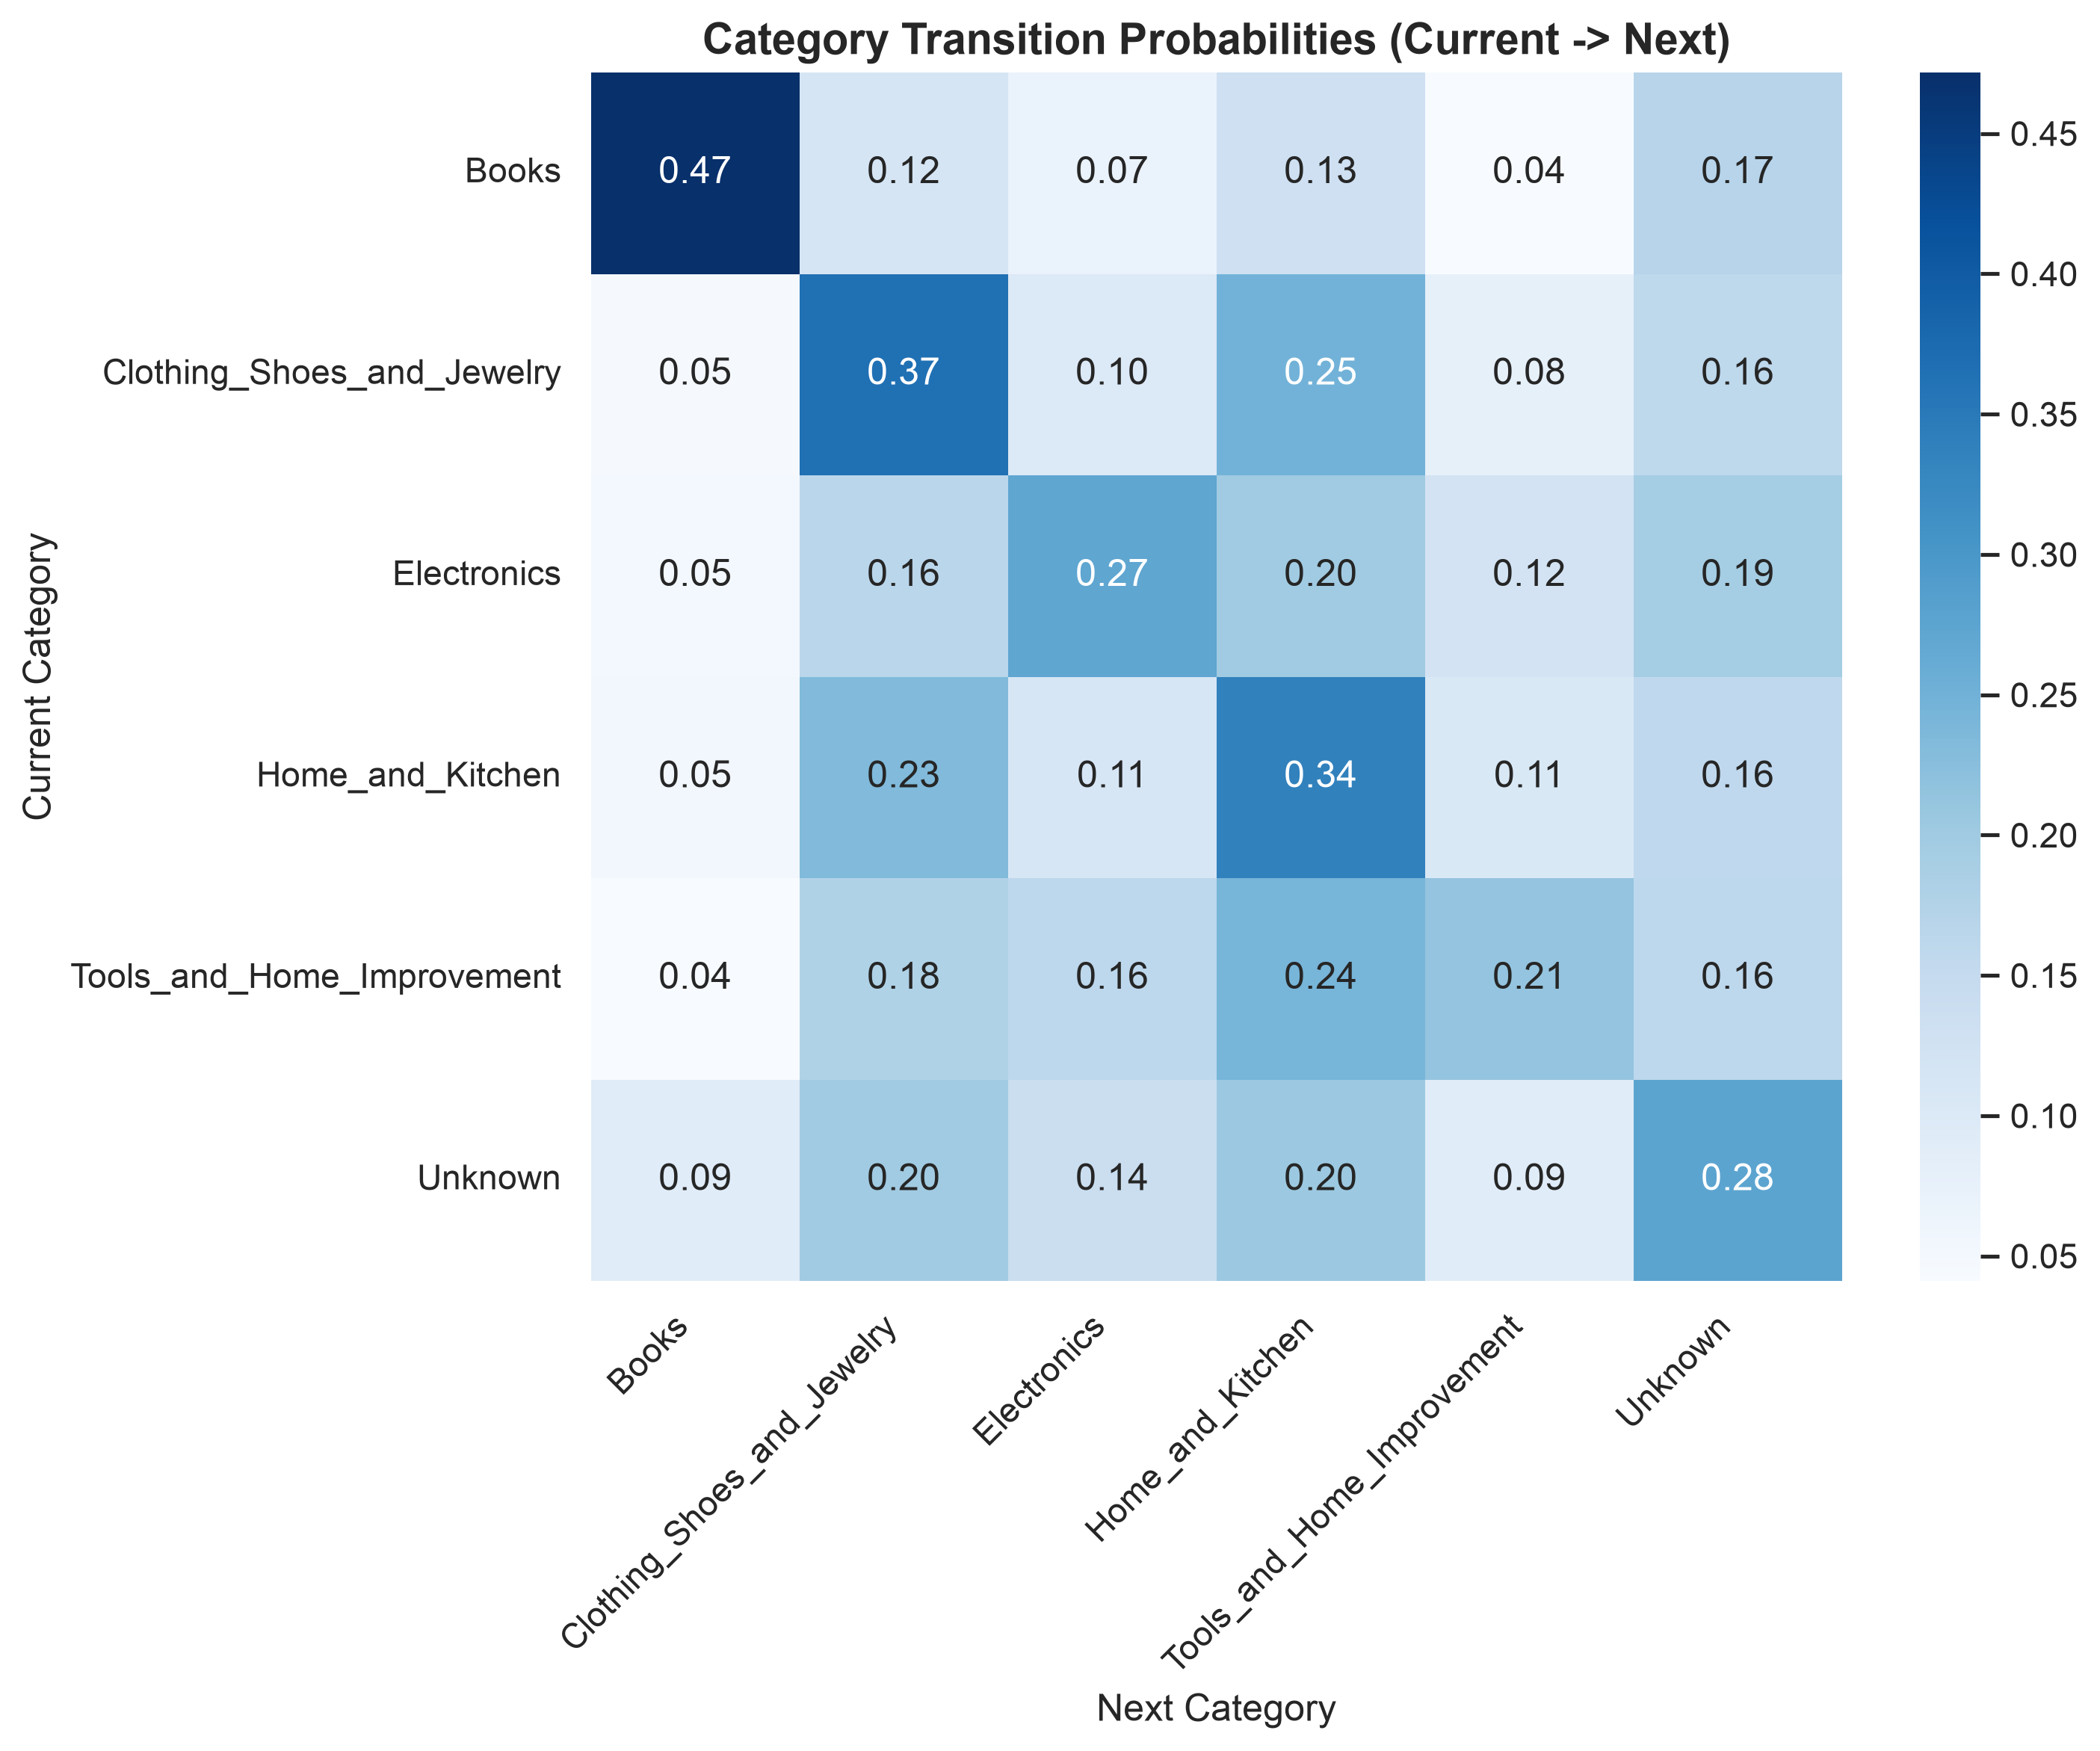 Category Transition Probabilities (Current -> Next)
Current Category
Books 0.47 0.12 0.07 0.13 0.04 0.17
Clothing_Shoes_and_Jewelry 0.05 0.37 0.10 0.25 0.08 0.16
Electronics 0.05 0.16 0.27 0.20 0.12 0.19
Home_and_Kitchen 0.05 0.23 0.11 0.34 0.11 0.16
Tools_and_Home_Improvement 0.04 0.18 0.16 0.24 0.21 0.16
Unknown 0.09 0.20 0.14 0.20 0.09 0.28
Books
Clothing_Shoes_and_Jewelry
Electronics
Home_and_Kitchen
Tools_and_Home_Improvement
Unknown
Next Category
0.45
0.40
0.35
0.30
0.25
0.20
0.15
0.10
0.05